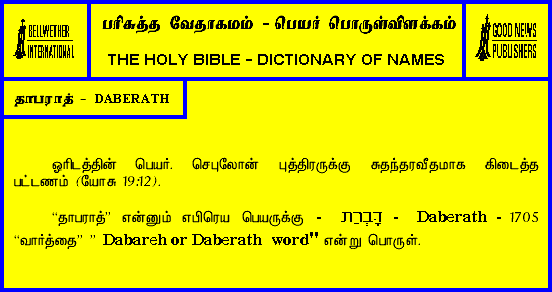 BELLWETHER
INTERNATIONAL
பரிசுத்த வேதாகமம் - பெயர் பொருள்விளக்கம்
THE HOLY BIBLE - DICTIONARY OF NAMES
GOOD NEWS
PUBLISHERS
தாபராத் - DABERATH
ஓரிடத்தின் பெயர். செபுலோன் புத்திரருக்கு சுதந்தரவீதமாக கிடைத்த
பட்டணம் (யோசு 19:12).
“தாபராத்” என்னும் எபிரெய பெயருக்கு - דָּבְרַת - Daberath - 1705
“வார்த்தை” ” Dabareh or Daberath word" என்று பொருள்.